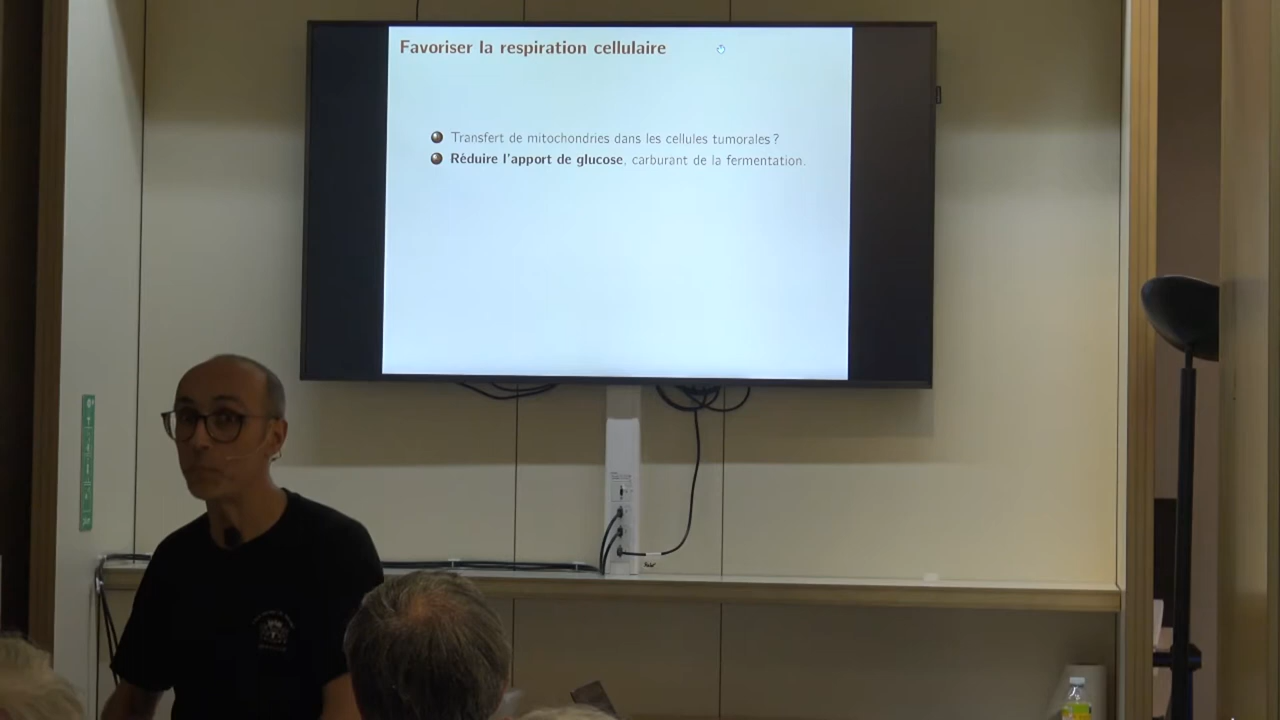 Favoriser la respiration cellulaire
Transfert de mitochondries dans les cellules tumorales ?
Réduire l'apport de glucose, carburant de la fermentation.